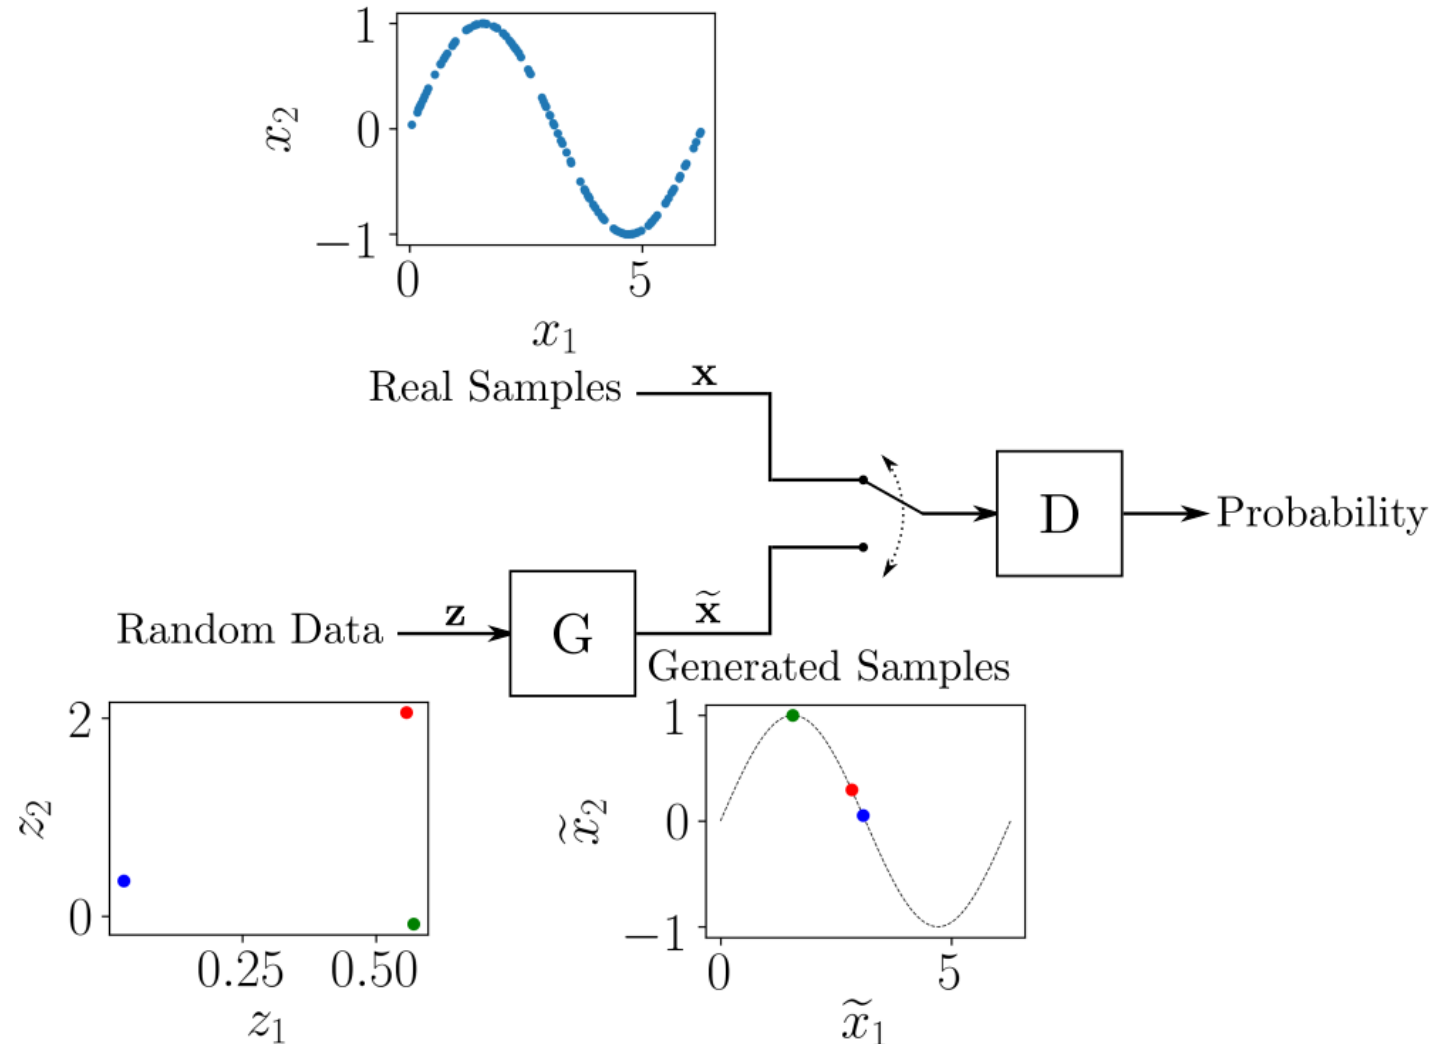 1
x₂
0
−1
0 5
x₁
Real Samples
x
D
Probability
Random Data
z
G
x̃
Generated Samples
2
z₂
0
0.25 0.50
z₁
1
x̃₂
0
−1
0 5
x̃₁